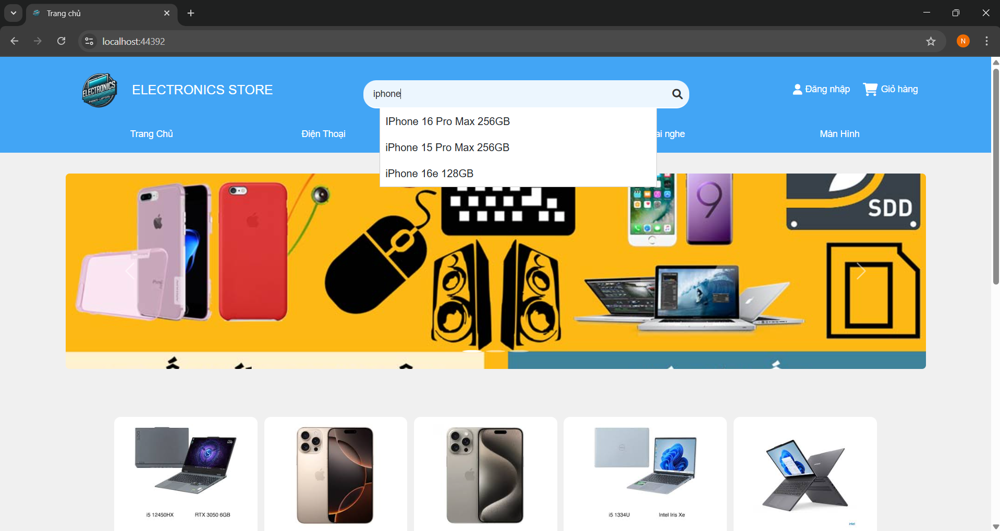 Trang chủ
localhost:44392
N
ELECTRONICS
PHONES - LAPTOPS
ELECTRONICS STORE
iphone
Đăng nhập
Giỏ hàng
IPhone 16 Pro Max 256GB
iPhone 15 Pro Max 256GB
iPhone 16e 128GB
Trang Chủ
Điện Thoại
ai nghe
Màn Hình
9
SDD
LOQ
i5 12450HX
RTX 3050 6GB
i5 1334U
Intel Iris Xe
intel